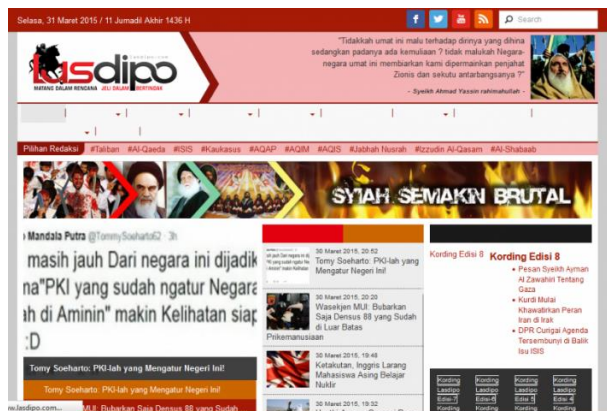 Selasa, 31 Maret 2015 / 11 Jumadil Akhir 1436 H
Search
lasdipo
MATANG DALAM RENCANA JELI DALAM BERTINDAK
"Tidakkah umat ini malu terhadap dirinya yang dihina
sedangkan padanya ada kemuliaan ? tidak malukah Negara-
negara umat ini membiarkan kami dipermainkan penjahat
Zionis dan sekutu antarbangsanya ?"
- Syeikh Ahmad Yassin rahimahullah -
Pilihan Redaksi #Taliban #Al-Qaeda #ISIS #Kaukasus #AQAP #AQIM #AQIS #Jabhah Nusrah #Izzudin Al-Qasam #Al-Shabaab
SYIAH SEMAKIN BRUTAL
Mandala Putra @TommySoeharto62 · 3h
masih jauh Dari negara ini dijadik
na"PKI yang sudah ngatur Negara
ah di Aminin" makin Kelihatan siap
:D
Tomy Soeharto: PKI-lah yang Mengatur Negeri Ini!
Tomy Soeharto: PKI-lah yang Mengatur Negeri Ini!
MUI: Bubarkan Saja Densus 88 yang Sudah
w.lasdipo.com...
30 Maret 2015, 20:52
Tomy Soeharto: PKI-lah yang
Mengatur Negeri Ini!
30 Maret 2015, 20:20
Wasekjen MUI: Bubarkan
Saja Densus 88 yang Sudah
di Luar Batas
Prikemanusiaan
30 Maret 2015, 19:46
Ketakutan, Inggris Larang
Mahasiswa Asing Belajar
Nuklir
30 Maret 2015, 19:32
Kording Edisi 8 Kording Edisi 8
Pesan Syeikh Ayman
Al Zawahiri Tentang
Gaza
Kurdi Mulai
Khawatirkan Peran
Iran di Irak
DPR Curigai Agenda
Tersembunyi di Balik
Isu ISIS
Kording Kording Kording Kording
Lasdipo Lasdipo Lasdipo Lasdipo
Edisi-7 Edisi-6 Edisi 5 Edisi 4
Kording Kording Kording Kording